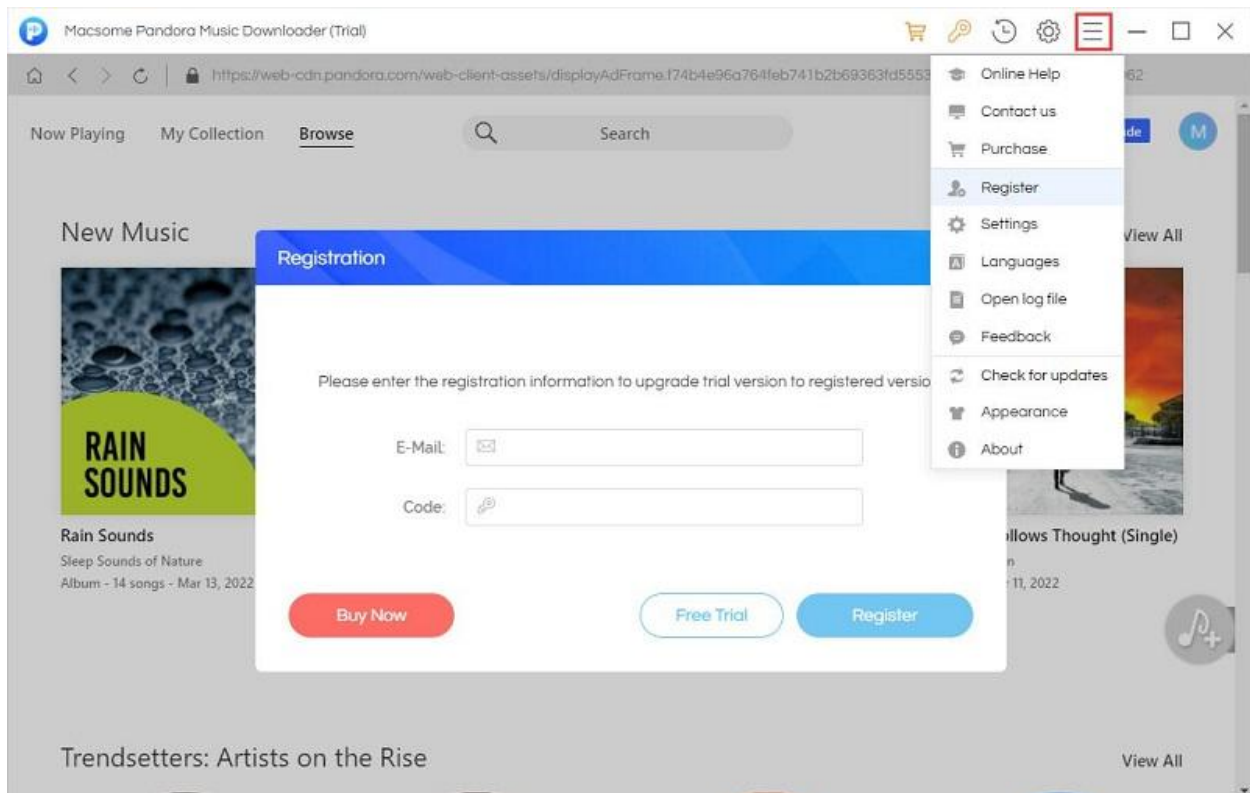 Macsome Pandora Music Downloader (Trial)
https://web-cdn.pandora.com/web-client-assets/displayAdFrame.f74b4e96a764feb741b2b69363fd5553
Online Help
Contact us
Purchase
Register
Settings
Languages
Open log file
Feedback
Check for updates
Appearance
About
Now Playing My Collection Browse Search
M
New Music
View All
Registration
Please enter the registration information to upgrade trial version to registered versio
E-Mail:
Code:
Buy Now Free Trial Register
RAIN
SOUNDS
Rain Sounds
Sleep Sounds of Nature
Album - 14 songs - Mar 13, 2022
Thought (Single)
11, 2022
Trendsetters: Artists on the Rise
View All